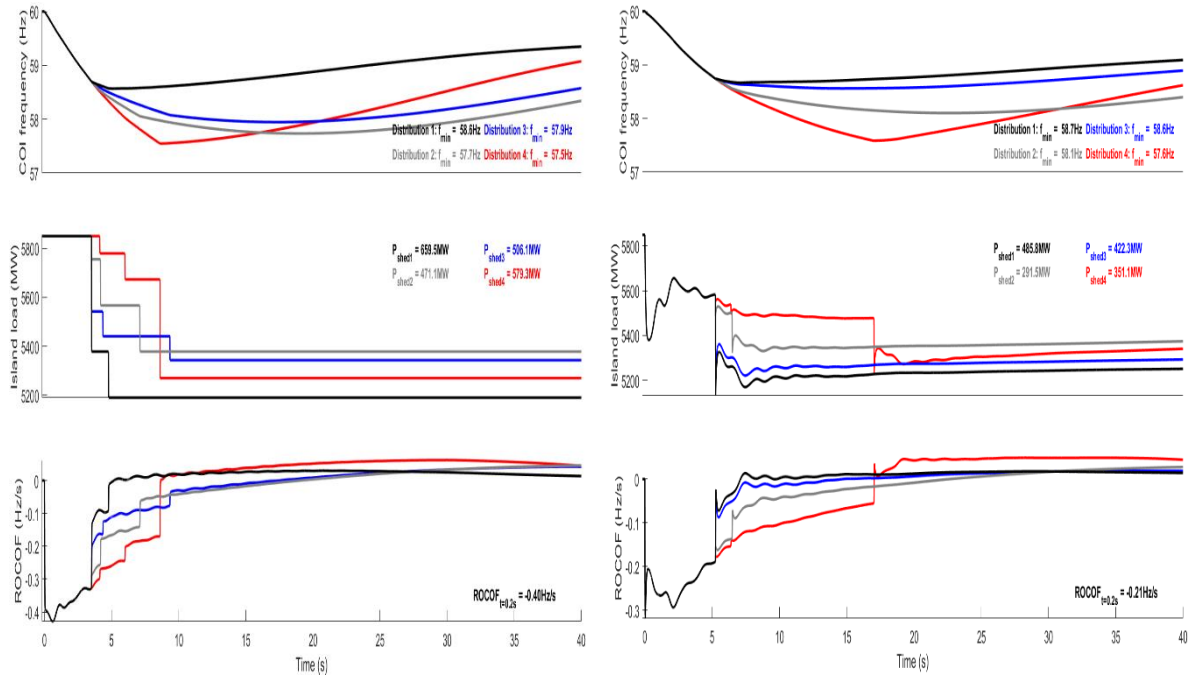 COI frequency (Hz)
60
59
58
57
Distribution 1: f_min = 58.6Hz Distribution 3: f_min = 57.9Hz
Distribution 2: f_min = 57.7Hz Distribution 4: f_min = 57.5Hz
COI frequency (Hz)
60
59
58
57
Distribution 1: f_min = 58.7Hz Distribution 3: f_min = 58.6Hz
Distribution 2: f_min = 58.1Hz Distribution 4: f_min = 57.6Hz
Island load (MW)
5800
5600
5400
5200
P_shed1 = 659.5MW P_shed3 = 506.1MW
P_shed2 = 471.1MW P_shed4 = 579.3MW
Island load (MW)
5800
5600
5400
5200
P_shed1 = 485.8MW P_shed3 = 422.3MW
P_shed2 = 291.5MW P_shed4 = 351.1MW
ROCOF (Hz/s)
0
-0.1
-0.2
-0.3
-0.4
ROCOF_t=0.2s = -0.40Hz/s
0 5 10 15 20 25 30 35 40
Time (s)
ROCOF (Hz/s)
0
-0.1
-0.2
-0.3
ROCOF_t=0.2s = -0.21Hz/s
0 5 10 15 20 25 30 35 40
Time (s)